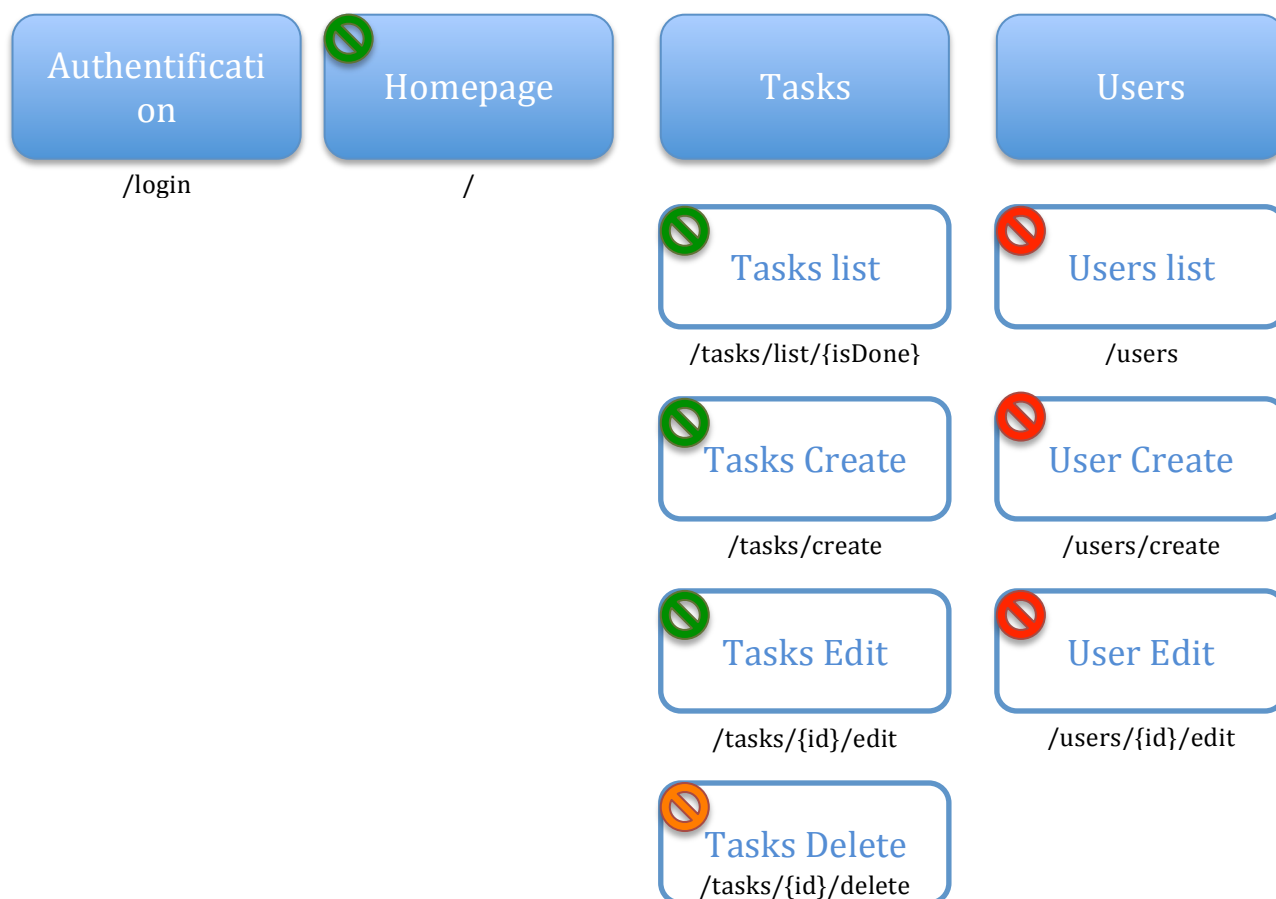 Authentificati
on
Homepage
Tasks
Users
/login
/
Tasks list
Users list
/tasks/list/{isDone}
/users
Tasks Create
User Create
/tasks/create
/users/create
Tasks Edit
User Edit
/tasks/{id}/edit
/users/{id}/edit
Tasks Delete
/tasks/{id}/delete